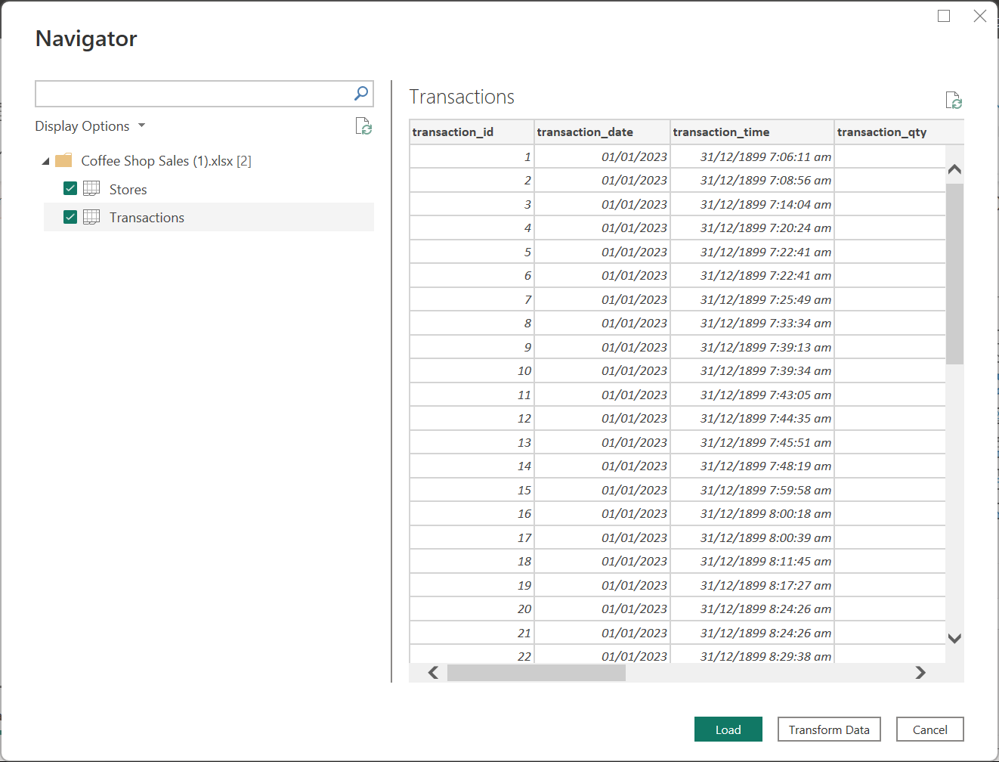 Navigator
Display Options
Coffee Shop Sales (1).xlsx [2]
Stores
Transactions
Transactions
transaction_id transaction_date transaction_time transaction_qty
1 01/01/2023 31/12/1899 7:06:11 am
2 01/01/2023 31/12/1899 7:08:56 am
3 01/01/2023 31/12/1899 7:14:04 am
4 01/01/2023 31/12/1899 7:20:24 am
5 01/01/2023 31/12/1899 7:22:41 am
6 01/01/2023 31/12/1899 7:22:41 am
7 01/01/2023 31/12/1899 7:25:49 am
8 01/01/2023 31/12/1899 7:33:34 am
9 01/01/2023 31/12/1899 7:39:13 am
10 01/01/2023 31/12/1899 7:39:34 am
11 01/01/2023 31/12/1899 7:43:05 am
12 01/01/2023 31/12/1899 7:44:35 am
13 01/01/2023 31/12/1899 7:45:51 am
14 01/01/2023 31/12/1899 7:48:19 am
15 01/01/2023 31/12/1899 7:59:58 am
16 01/01/2023 31/12/1899 8:00:18 am
17 01/01/2023 31/12/1899 8:00:39 am
18 01/01/2023 31/12/1899 8:11:45 am
19 01/01/2023 31/12/1899 8:17:27 am
20 01/01/2023 31/12/1899 8:24:26 am
21 01/01/2023 31/12/1899 8:24:26 am
22 01/01/2023 31/12/1899 8:29:38 am
Load Transform Data Cancel